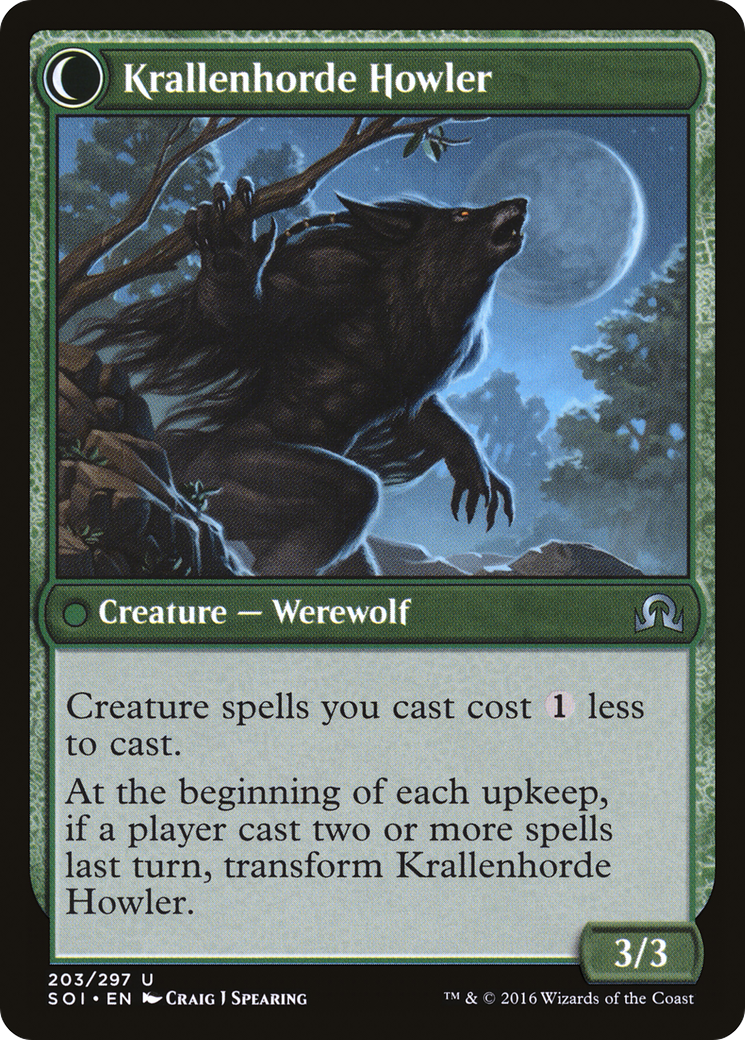 Krallenhorde Howler
Creature — Werewolf
Creature spells you cast cost 1 less
to cast.
At the beginning of each upkeep,
if a player cast two or more spells
last turn, transform Krallenhorde
Howler.
3/3
203/297 U
SOI • EN Craig J Spearing
™ & © 2016 Wizards of the Coast